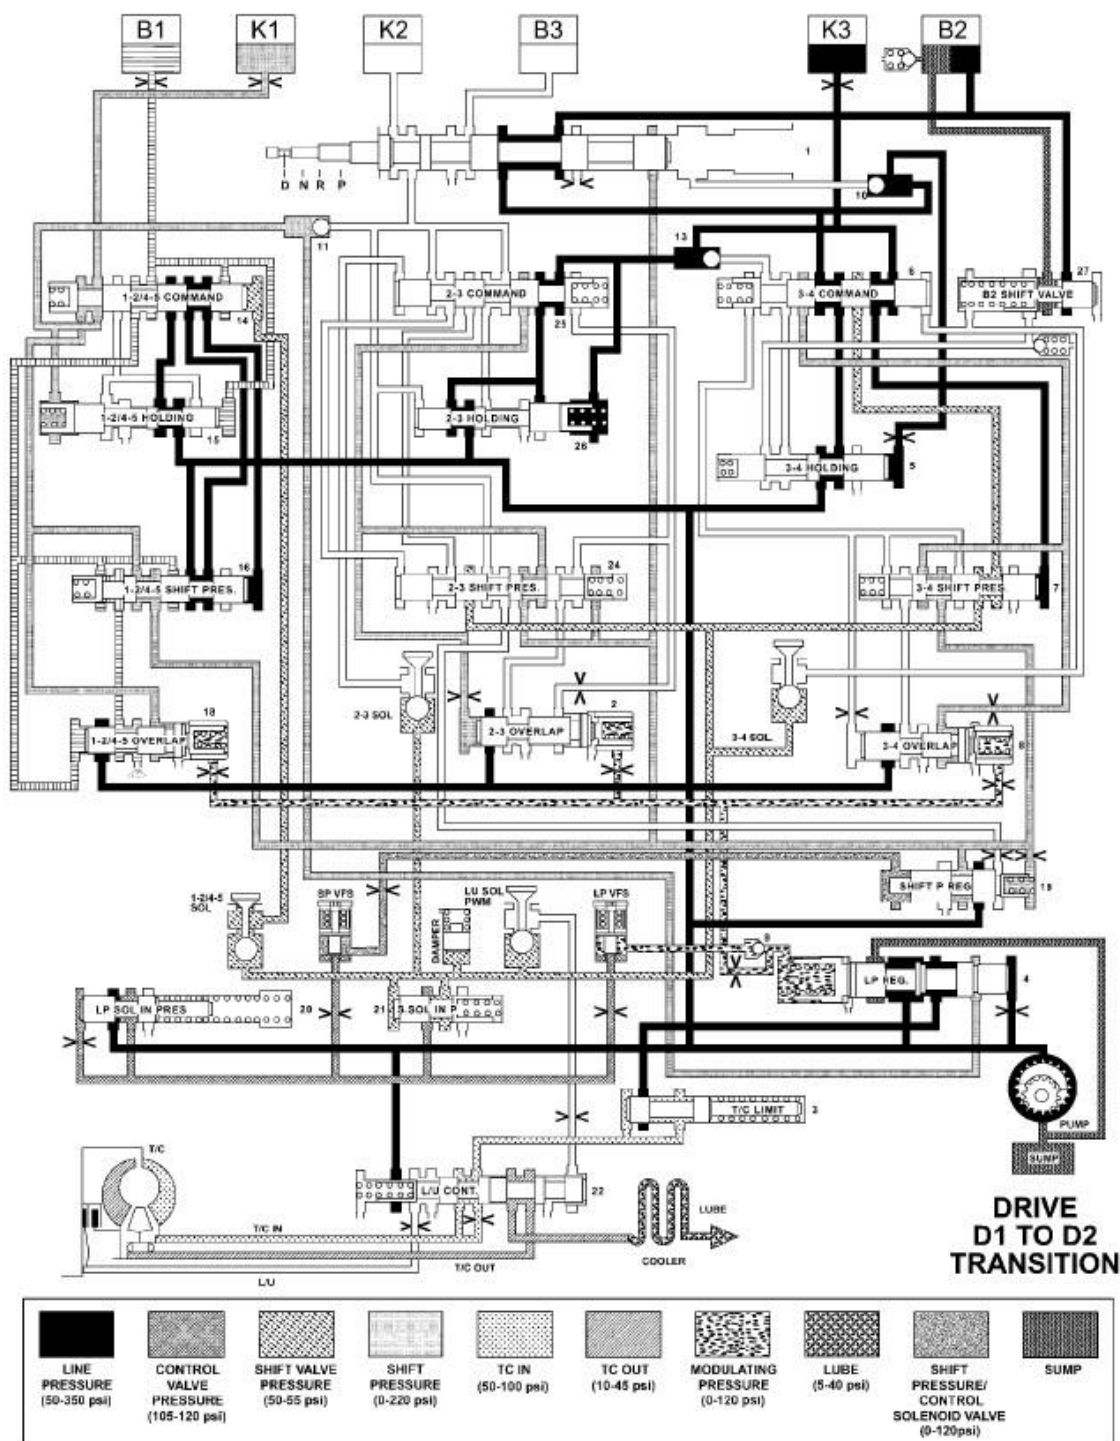 B1 K1 K2 B3 K3 B2
1
D N R P
10
11
13
6
27
1-2/4-5 COMMAND
2-3 COMMAND
3-4 COMMAND
B2 SHIFT VALVE
14
25
1-2/4-5 HOLDING
2-3 HOLDING
15
26
3-4 HOLDING
5
16
24
1-2/4-5 SHIFT PRES.
2-3 SHIFT PRES.
3-4 SHIFT PRES.
7
18
2-3 SOL
2
3-4 SOL.
1-2/4-5 OVERLAP
2-3 OVERLAP
3-4 OVERLAP
8
SHIFT P REG
19
1-2/4-5
SOL
SP VFS
DAMPER
LU SOL
PWM
LP VFS
9
LP REG.
4
LP SOL IN PRES
20
21
S.SOL IN P
T/C LIMIT
3
PUMP
SUMP
T/C
L/U CONT.
22
LUBE
T/C IN
COOLER
T/C OUT
L/U
DRIVE
D1 TO D2
TRANSITION
LINE
PRESSURE
(50-350 psi)
CONTROL
VALVE
PRESSURE
(105-120 psi)
SHIFT VALVE
PRESSURE
(50-55 psi)
SHIFT
PRESSURE
(0-220 psi)
TC IN
(50-100 psi)
TC OUT
(10-45 psi)
MODULATING
PRESSURE
(0-120 psi)
LUBE
(5-40 psi)
SHIFT
PRESSURE/
CONTROL
SOLENOID VALVE
(0-120psi)
SUMP